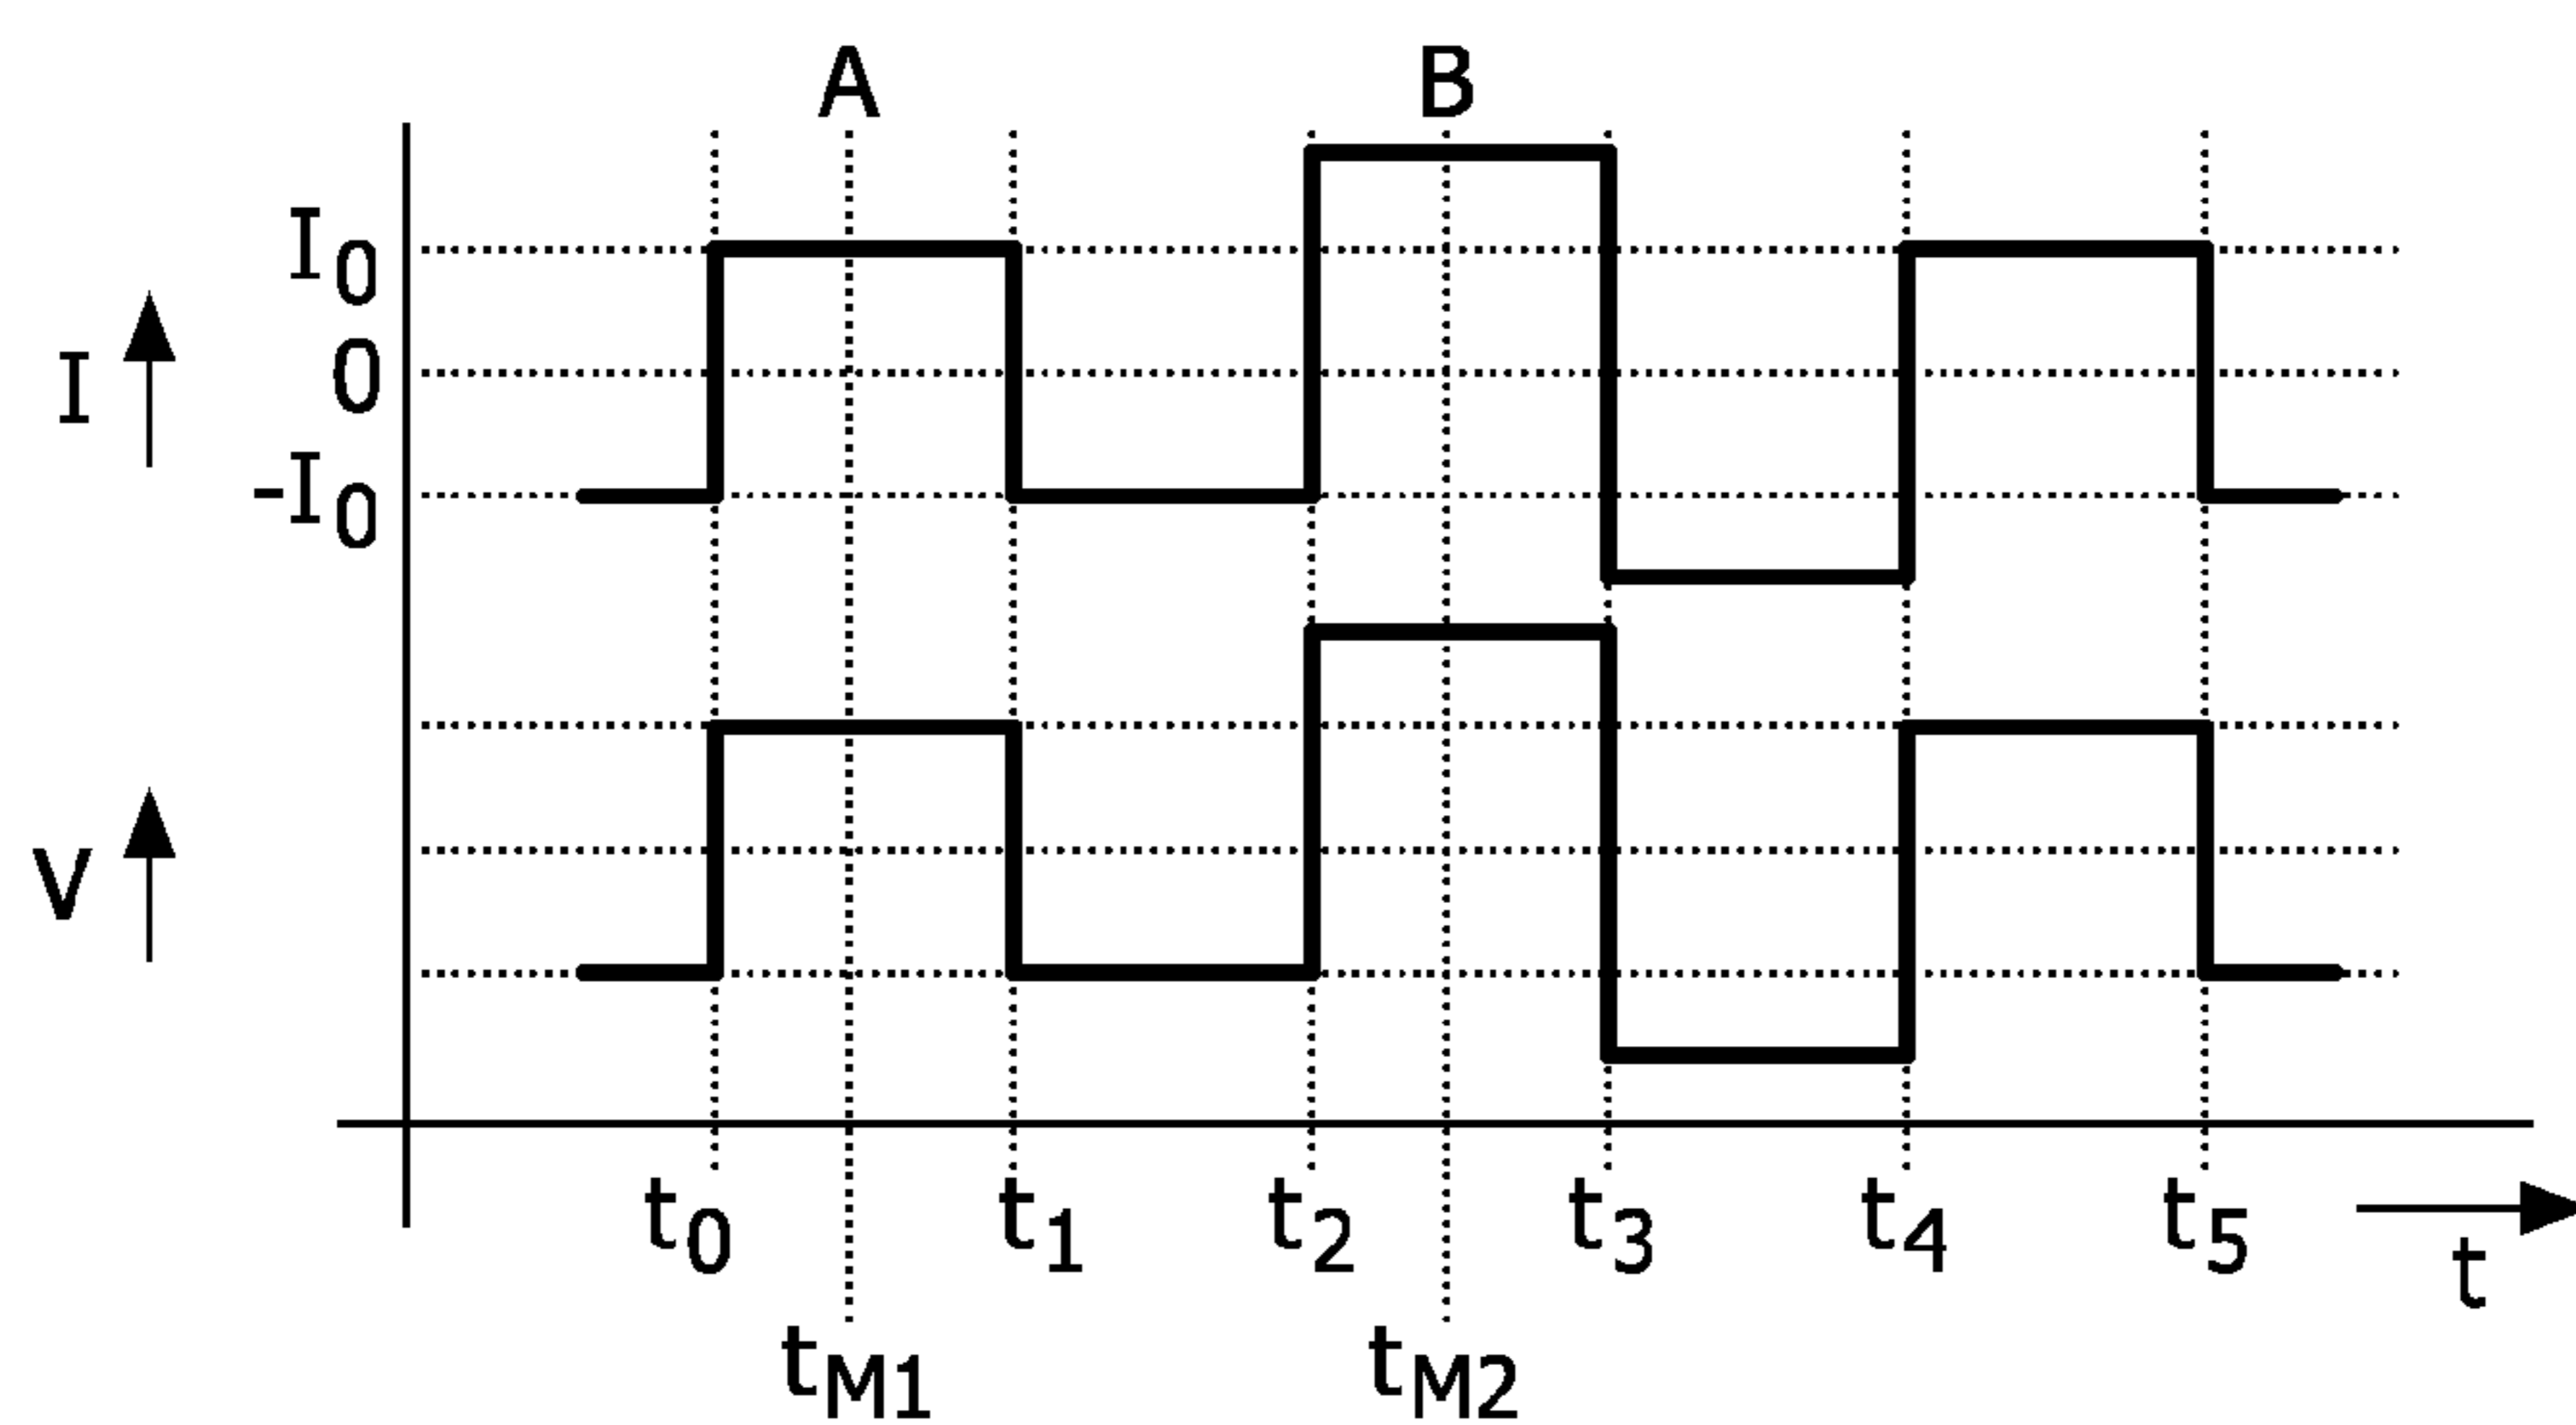 A B
I₀
I 0
-I₀
V
t₀ t₁ t₂ t₃ t₄ t₅
t
tM1 tM2